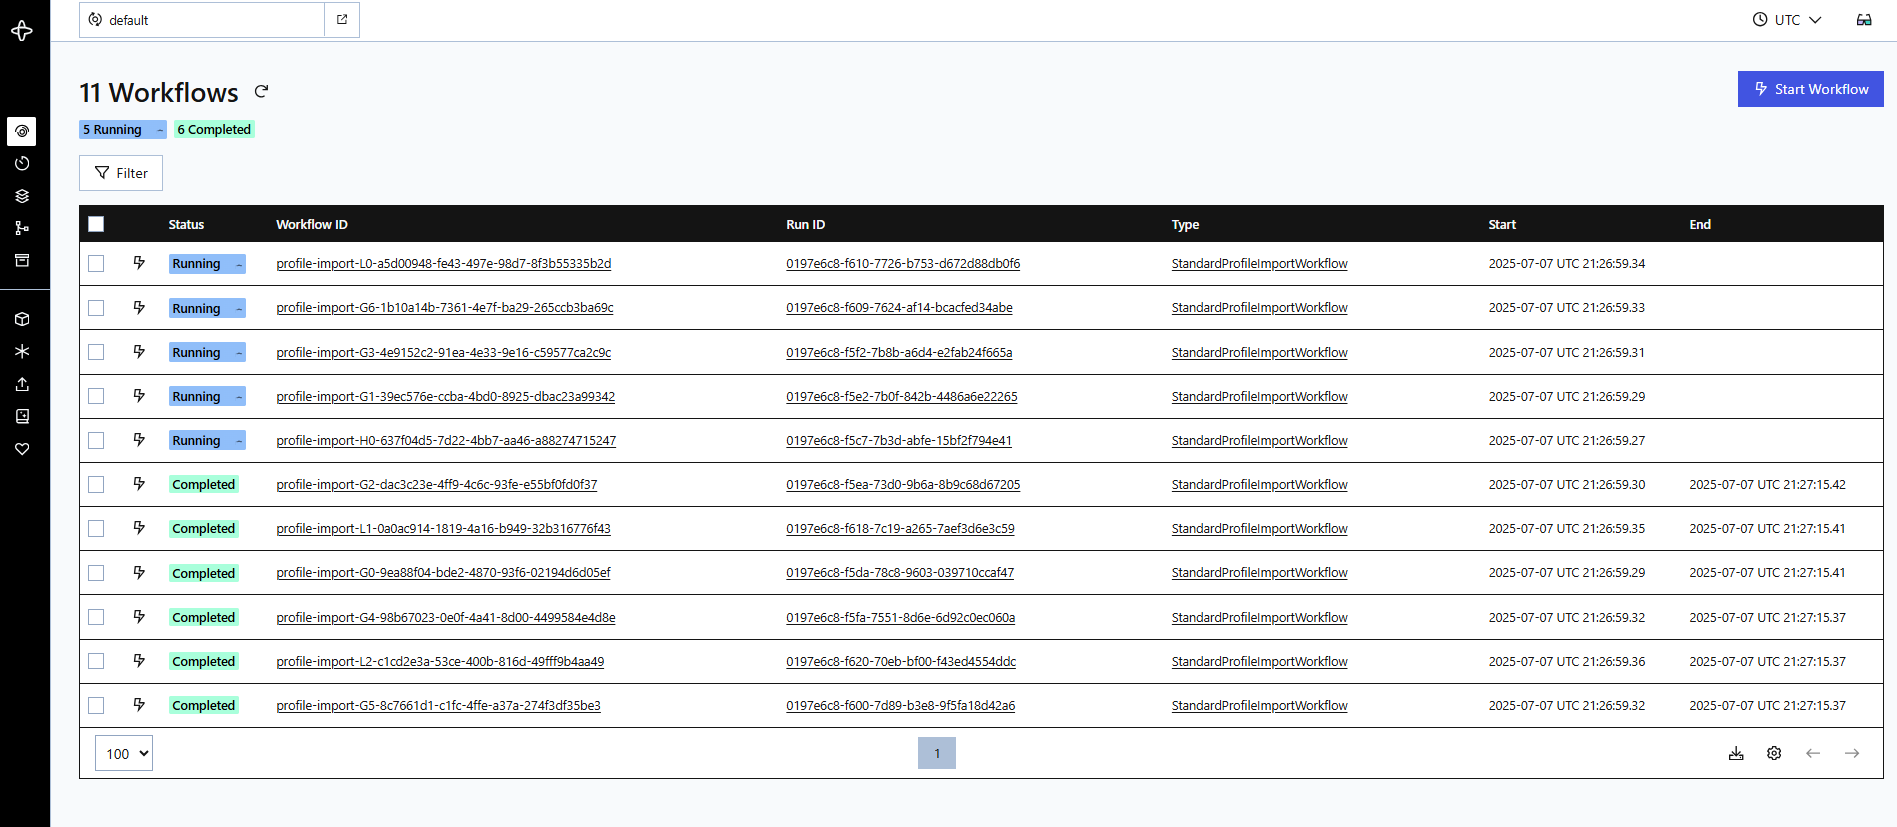 default
UTC
11 Workflows
Start Workflow
5 Running 6 Completed
Filter
Status Workflow ID Run ID Type Start End
Running profile-import-L0-a5d00948-fe43-497e-98d7-8f3b55335b2d 0197e6c8-f610-7726-b753-d672d88db0f6 StandardProfileImportWorkflow 2025-07-07 UTC 21:26:59.34
Running profile-import-G6-1b10a14b-7361-4e7f-ba29-265ccb3ba69c 0197e6c8-f609-7624-af14-bcacfed34abe StandardProfileImportWorkflow 2025-07-07 UTC 21:26:59.33
Running profile-import-G3-4e9152c2-91ea-4e33-9e16-c59577ca2c9c 0197e6c8-f5f2-7b8b-a6d4-e2fab24f665a StandardProfileImportWorkflow 2025-07-07 UTC 21:26:59.31
Running profile-import-G1-39ec576e-ccba-4bd0-8925-dbac23a99342 0197e6c8-f5e2-7b0f-842b-4486a6e22265 StandardProfileImportWorkflow 2025-07-07 UTC 21:26:59.29
Running profile-import-H0-637f04d5-7d22-4bb7-aa46-a88274715247 0197e6c8-f5c7-7b3d-abfe-15bf2f794e41 StandardProfileImportWorkflow 2025-07-07 UTC 21:26:59.27
Completed profile-import-G2-dac3c23e-4ff9-4c6c-93fe-e55bf0fd0f37 0197e6c8-f5ea-73d0-9b6a-8b9c68d67205 StandardProfileImportWorkflow 2025-07-07 UTC 21:26:59.30 2025-07-07 UTC 21:27:15.42
Completed profile-import-L1-0a0ac914-1819-4a16-b949-32b316776f43 0197e6c8-f618-7c19-a265-7aef3d6e3c59 StandardProfileImportWorkflow 2025-07-07 UTC 21:26:59.35 2025-07-07 UTC 21:27:15.41
Completed profile-import-G0-9ea88f04-bde2-4870-93f6-02194d6d05ef 0197e6c8-f5da-78c8-9603-039710ccaf47 StandardProfileImportWorkflow 2025-07-07 UTC 21:26:59.29 2025-07-07 UTC 21:27:15.41
Completed profile-import-G4-98b67023-0e0f-4a41-8d00-4499584e4d8e 0197e6c8-f5fa-7551-8d6e-6d92c0ec060a StandardProfileImportWorkflow 2025-07-07 UTC 21:26:59.32 2025-07-07 UTC 21:27:15.37
Completed profile-import-L2-c1cd2e3a-53ce-400b-816d-49fff9b4aa49 0197e6c8-f620-70eb-bf00-f43ed4554ddc StandardProfileImportWorkflow 2025-07-07 UTC 21:26:59.36 2025-07-07 UTC 21:27:15.37
Completed profile-import-G5-8c7661d1-c1fc-4ffe-a37a-274f3df35be3 0197e6c8-f600-7d89-b3e8-9f5fa18d42a6 StandardProfileImportWorkflow 2025-07-07 UTC 21:26:59.32 2025-07-07 UTC 21:27:15.37
100 1